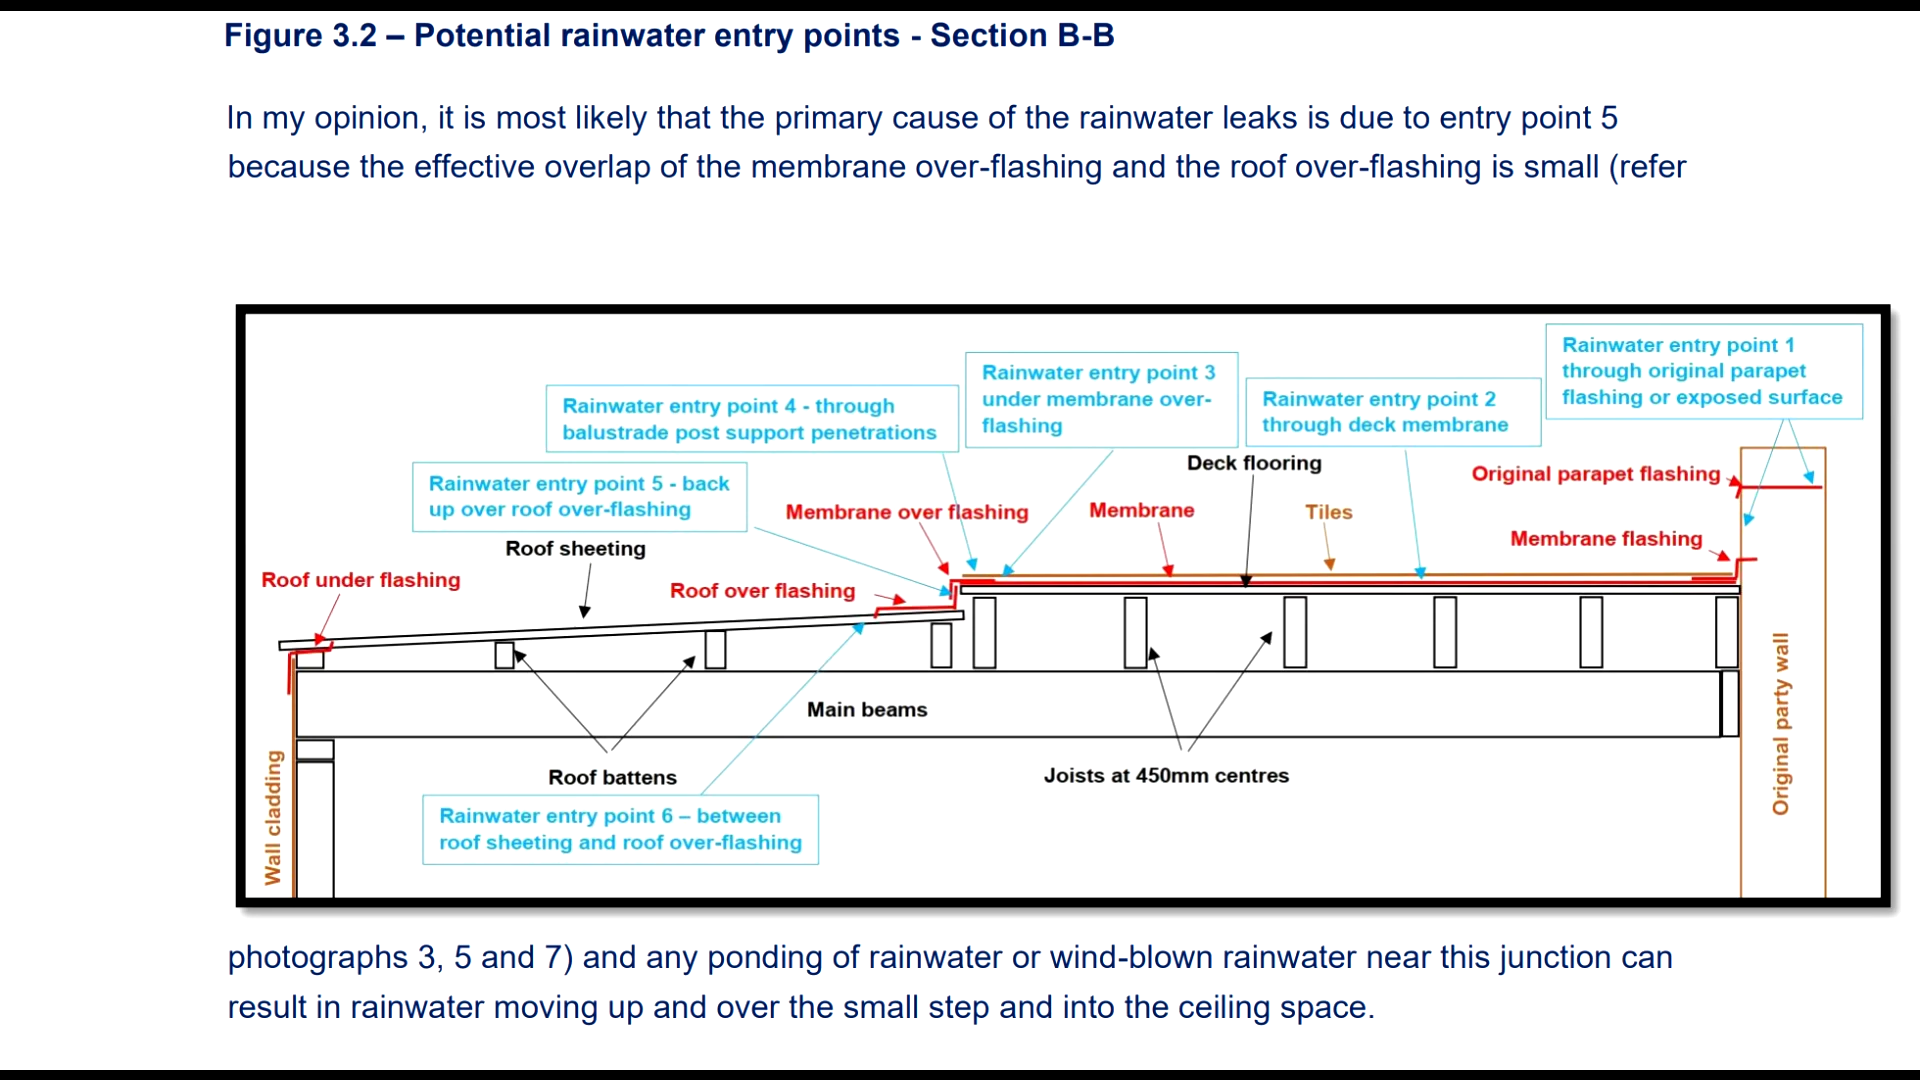 Figure 3.2 – Potential rainwater entry points - Section B-B
In my opinion, it is most likely that the primary cause of the rainwater leaks is due to entry point 5
because the effective overlap of the membrane over-flashing and the roof over-flashing is small (refer
Rainwater entry point 1
through original parapet
flashing or exposed surface
Rainwater entry point 3
under membrane over-
flashing
Rainwater entry point 2
through deck membrane
Rainwater entry point 4 - through
balustrade post support penetrations
Deck flooring
Original parapet flashing
Rainwater entry point 5 - back
up over roof over-flashing
Membrane over flashing
Membrane
Tiles
Membrane flashing
Roof sheeting
Roof under flashing
Roof over flashing
Main beams
Original party wall
Roof battens
Joists at 450mm centres
Wall cladding
Rainwater entry point 6 – between
roof sheeting and roof over-flashing
photographs 3, 5 and 7) and any ponding of rainwater or wind-blown rainwater near this junction can
result in rainwater moving up and over the small step and into the ceiling space.